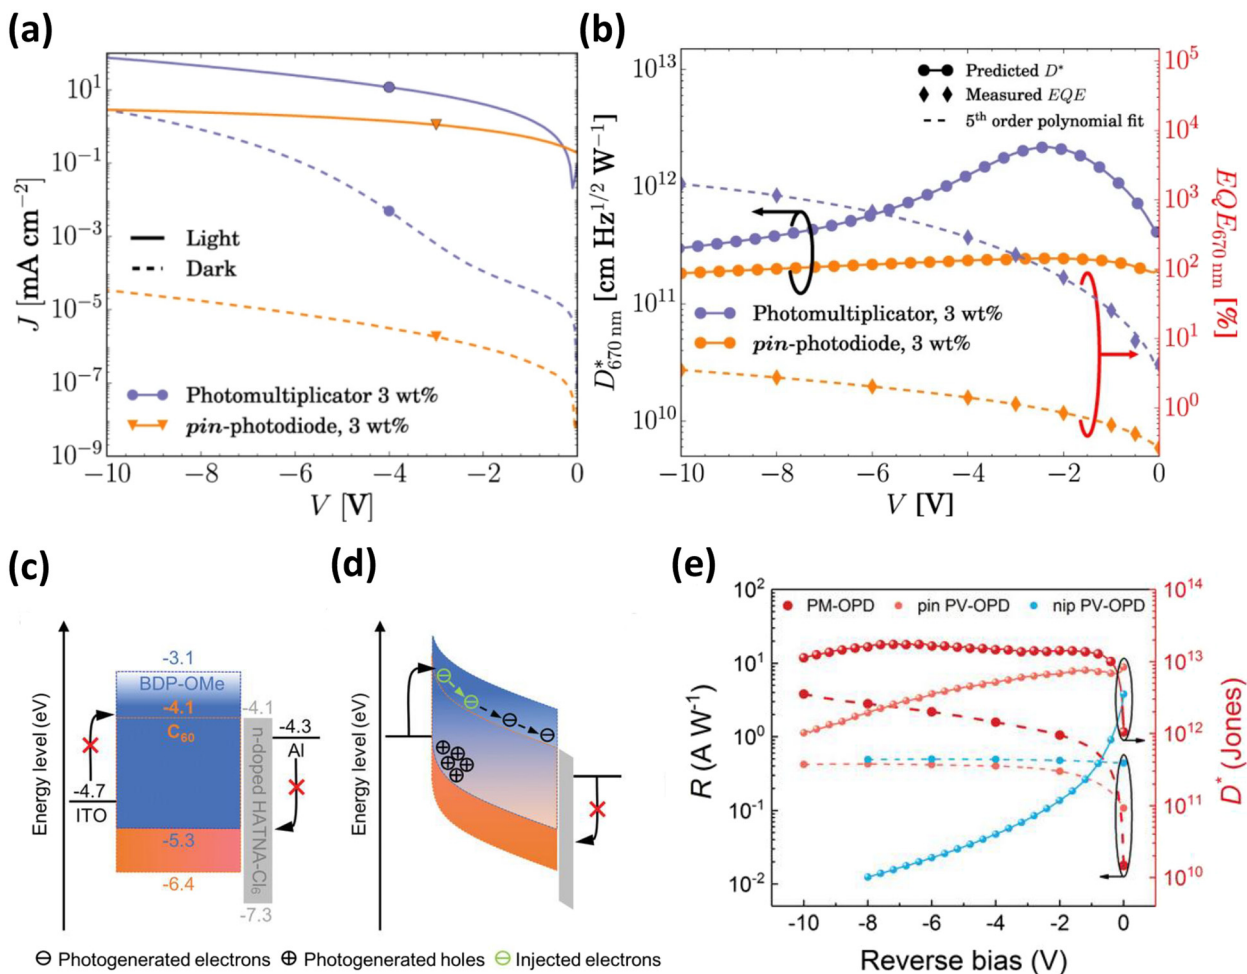 (a)
10^1
10^-1
10^-3
10^-5
10^-7
10^-9
J [mA cm^-2]
Light
Dark
Photomultiplicator 3 wt%
pin-photodiode, 3 wt%
−10
−8
−6
−4
−2
0
V [V]
(b)
10^13
10^12
10^11
10^10
D*670 nm [cm Hz^1/2 W^-1]
Predicted D*
Measured EQE
5th order polynomial fit
Photomultiplicator, 3 wt%
pin-photodiode, 3 wt%
10^5
10^4
10^3
10^2
10^1
10^0
EQE670 nm [%]
−10
−8
−6
−4
−2
0
V [V]
(c)
Energy level (eV)
-3.1
BDP-OMe
-4.1
C60
-4.1
-4.3
Al
-4.7
ITO
n-doped HATNA-Cl6
-5.3
-6.4
-7.3
(d)
Energy level (eV)
⊖ Photogenerated electrons
⊕ Photogenerated holes
⊖ Injected electrons
(e)
PM-OPD
pin PV-OPD
nip PV-OPD
10^2
10^1
10^0
10^-1
10^-2
R (A W^-1)
10^14
10^13
10^12
10^11
10^10
D* (Jones)
-10
-8
-6
-4
-2
0
Reverse bias (V)